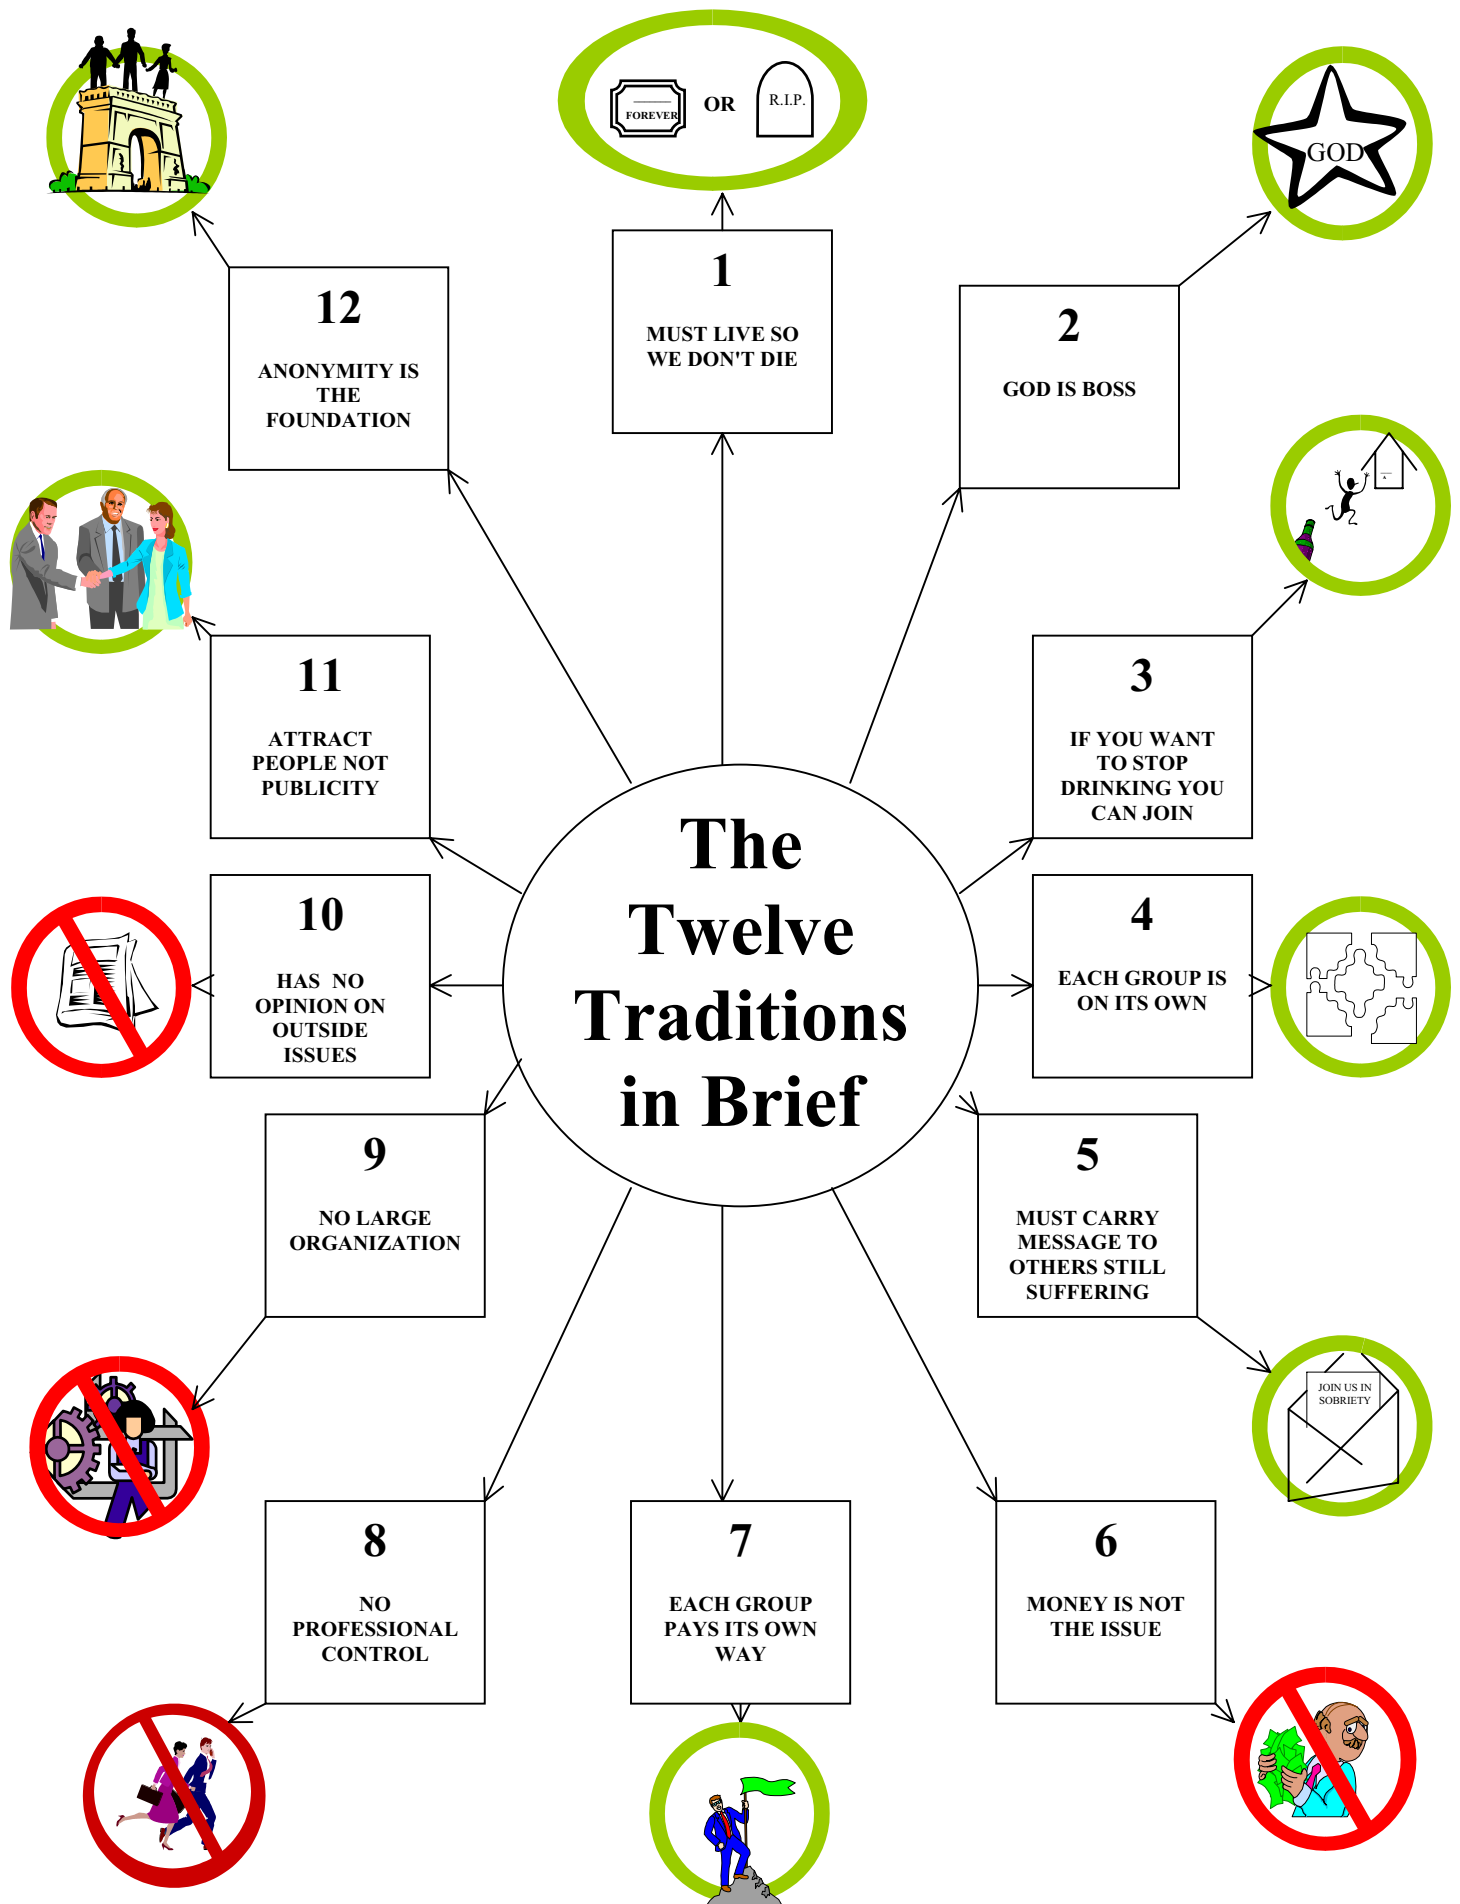 The
Twelve
Traditions
in Brief
FOREVER
OR
R.I.P.
1
MUST LIVE SO
WE DON'T DIE
GOD
2
GOD IS BOSS
3
IF YOU WANT
TO STOP
DRINKING YOU
CAN JOIN
4
EACH GROUP IS
ON ITS OWN
5
MUST CARRY
MESSAGE TO
OTHERS STILL
SUFFERING
JOIN US IN
SOBRIETY
6
MONEY IS NOT
THE ISSUE
7
EACH GROUP
PAYS ITS OWN
WAY
8
NO
PROFESSIONAL
CONTROL
9
NO LARGE
ORGANIZATION
10
HAS NO
OPINION ON
OUTSIDE
ISSUES
11
ATTRACT
PEOPLE NOT
PUBLICITY
12
ANONYMITY IS
THE
FOUNDATION